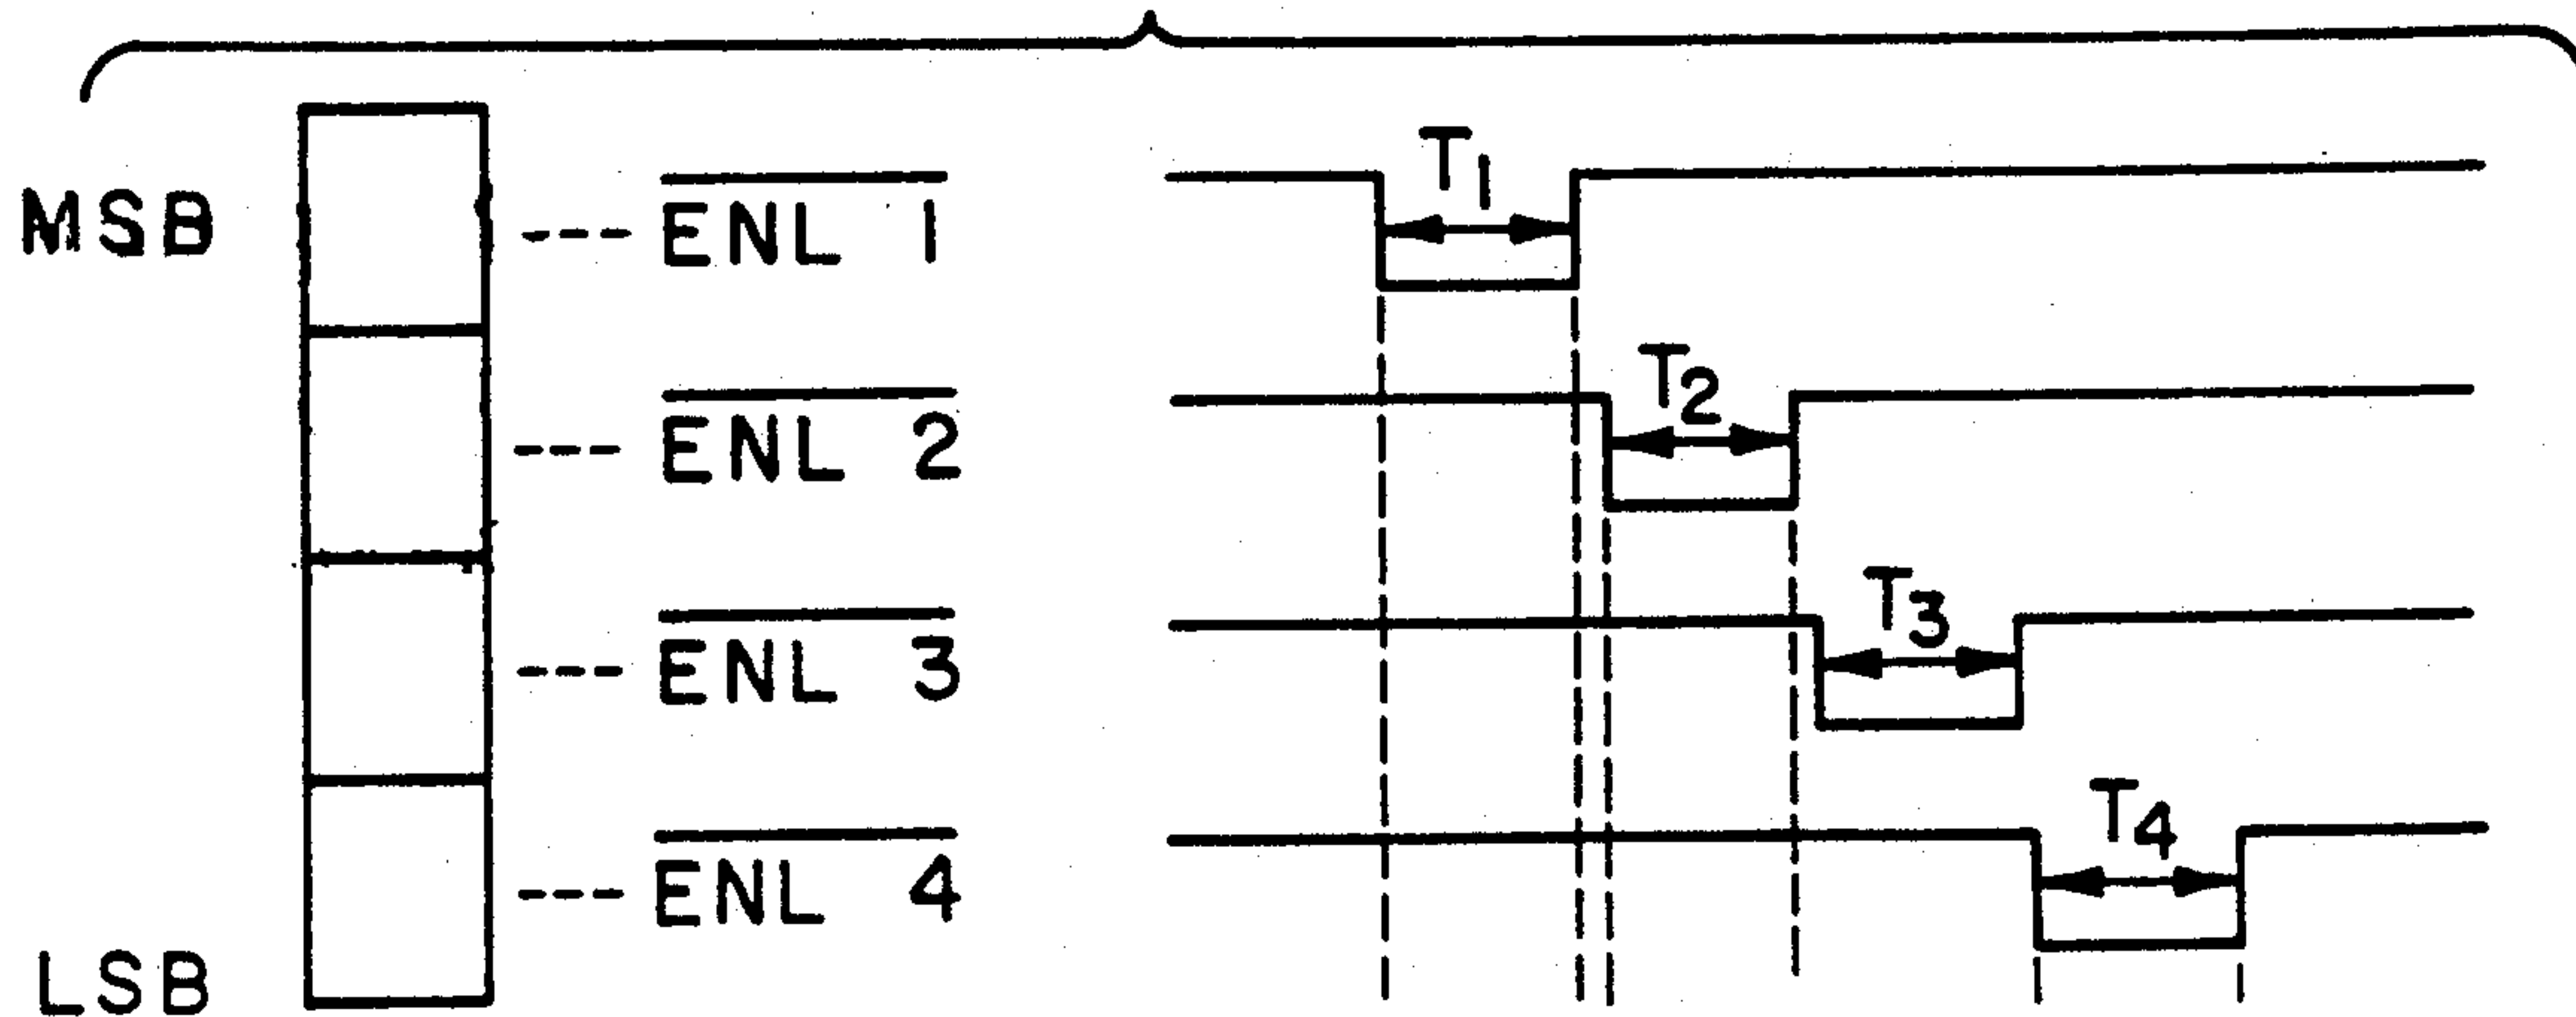 T1
MSB --- ENL 1
T2
--- ENL 2
T3
--- ENL 3
T4
--- ENL 4
LSB